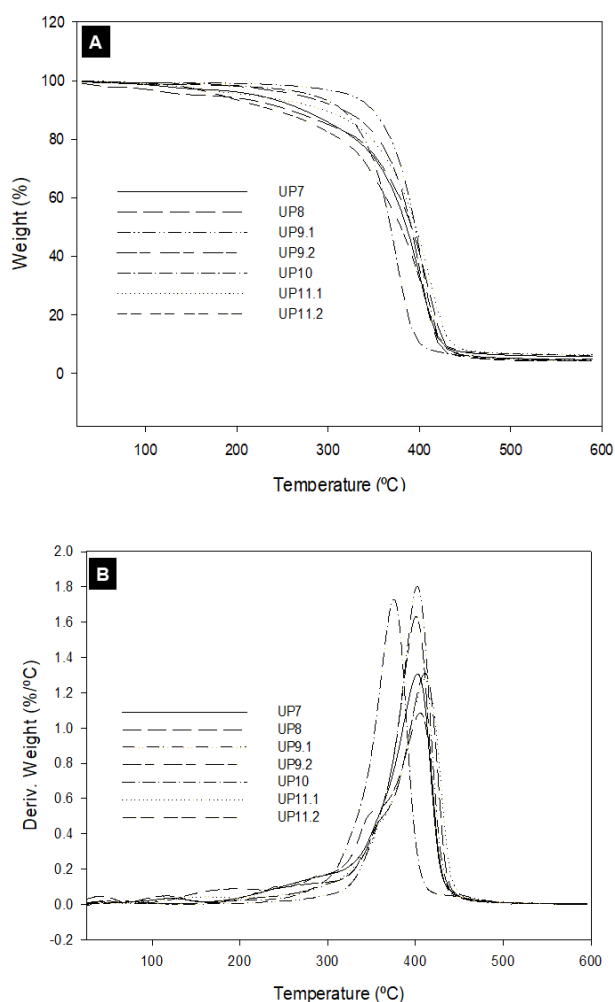 A
120
100
80
60
40
20
0
Weight (%)
UP7
UP8
UP9.1
UP9.2
UP10
UP11.1
UP11.2
100 200 300 400 500 600
Temperature (ºC)
B
2.0
1.8
1.6
1.4
1.2
1.0
0.8
0.6
0.4
0.2
0.0
-0.2
Deriv. Weight (%/ºC)
UP7
UP8
UP9.1
UP9.2
UP10
UP11.1
UP11.2
100 200 300 400 500 600
Temperature (ºC)